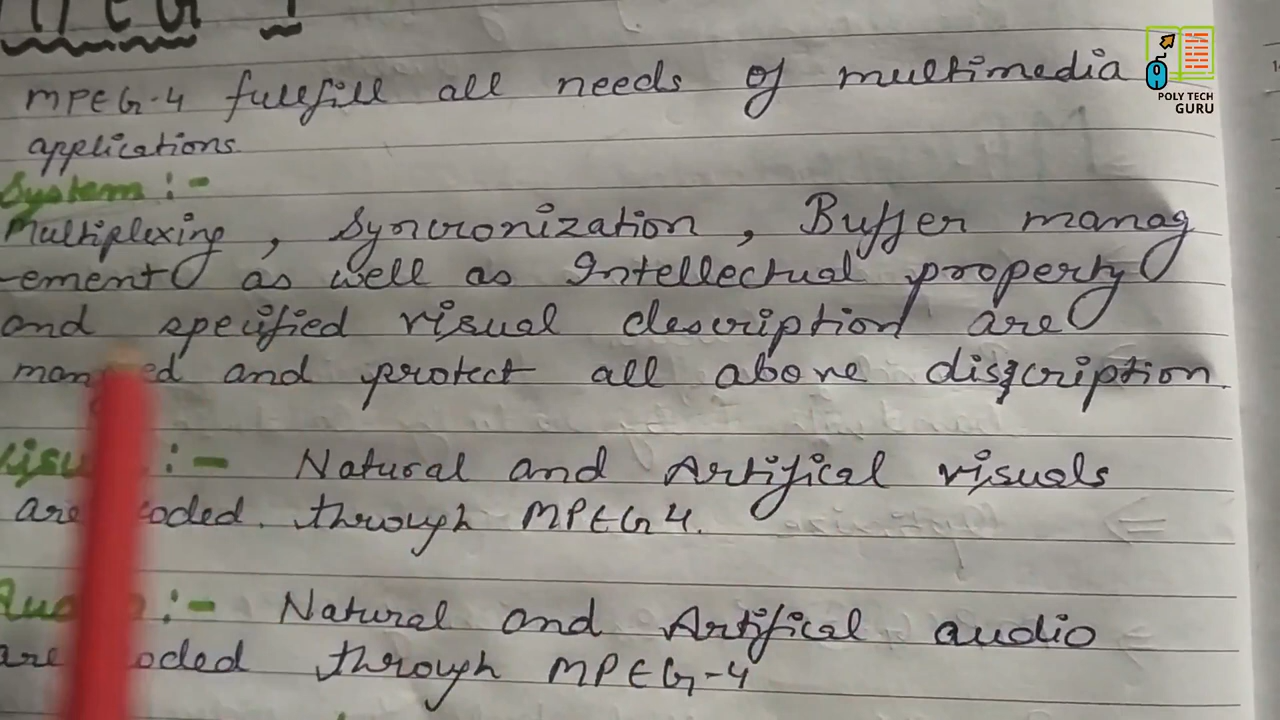 MPEG-4 fullfill all needs of multimedia
applications.
System :-
Multiplexing, Syncronization, Buffer manag
-ement as well as Intellectual property
and specified visual description are
and protect all above discription.
:- Natural and Artifical visuals
are coded through MPEG4.
:- Natural and Artifical audio
are coded through MPEG-4
POLY TECH
GURU